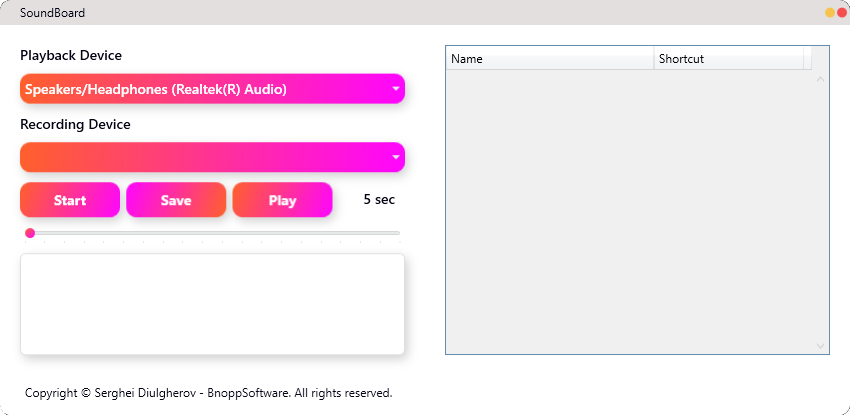 SoundBoard
Playback Device
Speakers/Headphones (Realtek(R) Audio)
Recording Device
Start Save Play 5 sec
Name Shortcut
Copyright © Serghei Diulgherov - BnoppSoftware. All rights reserved.